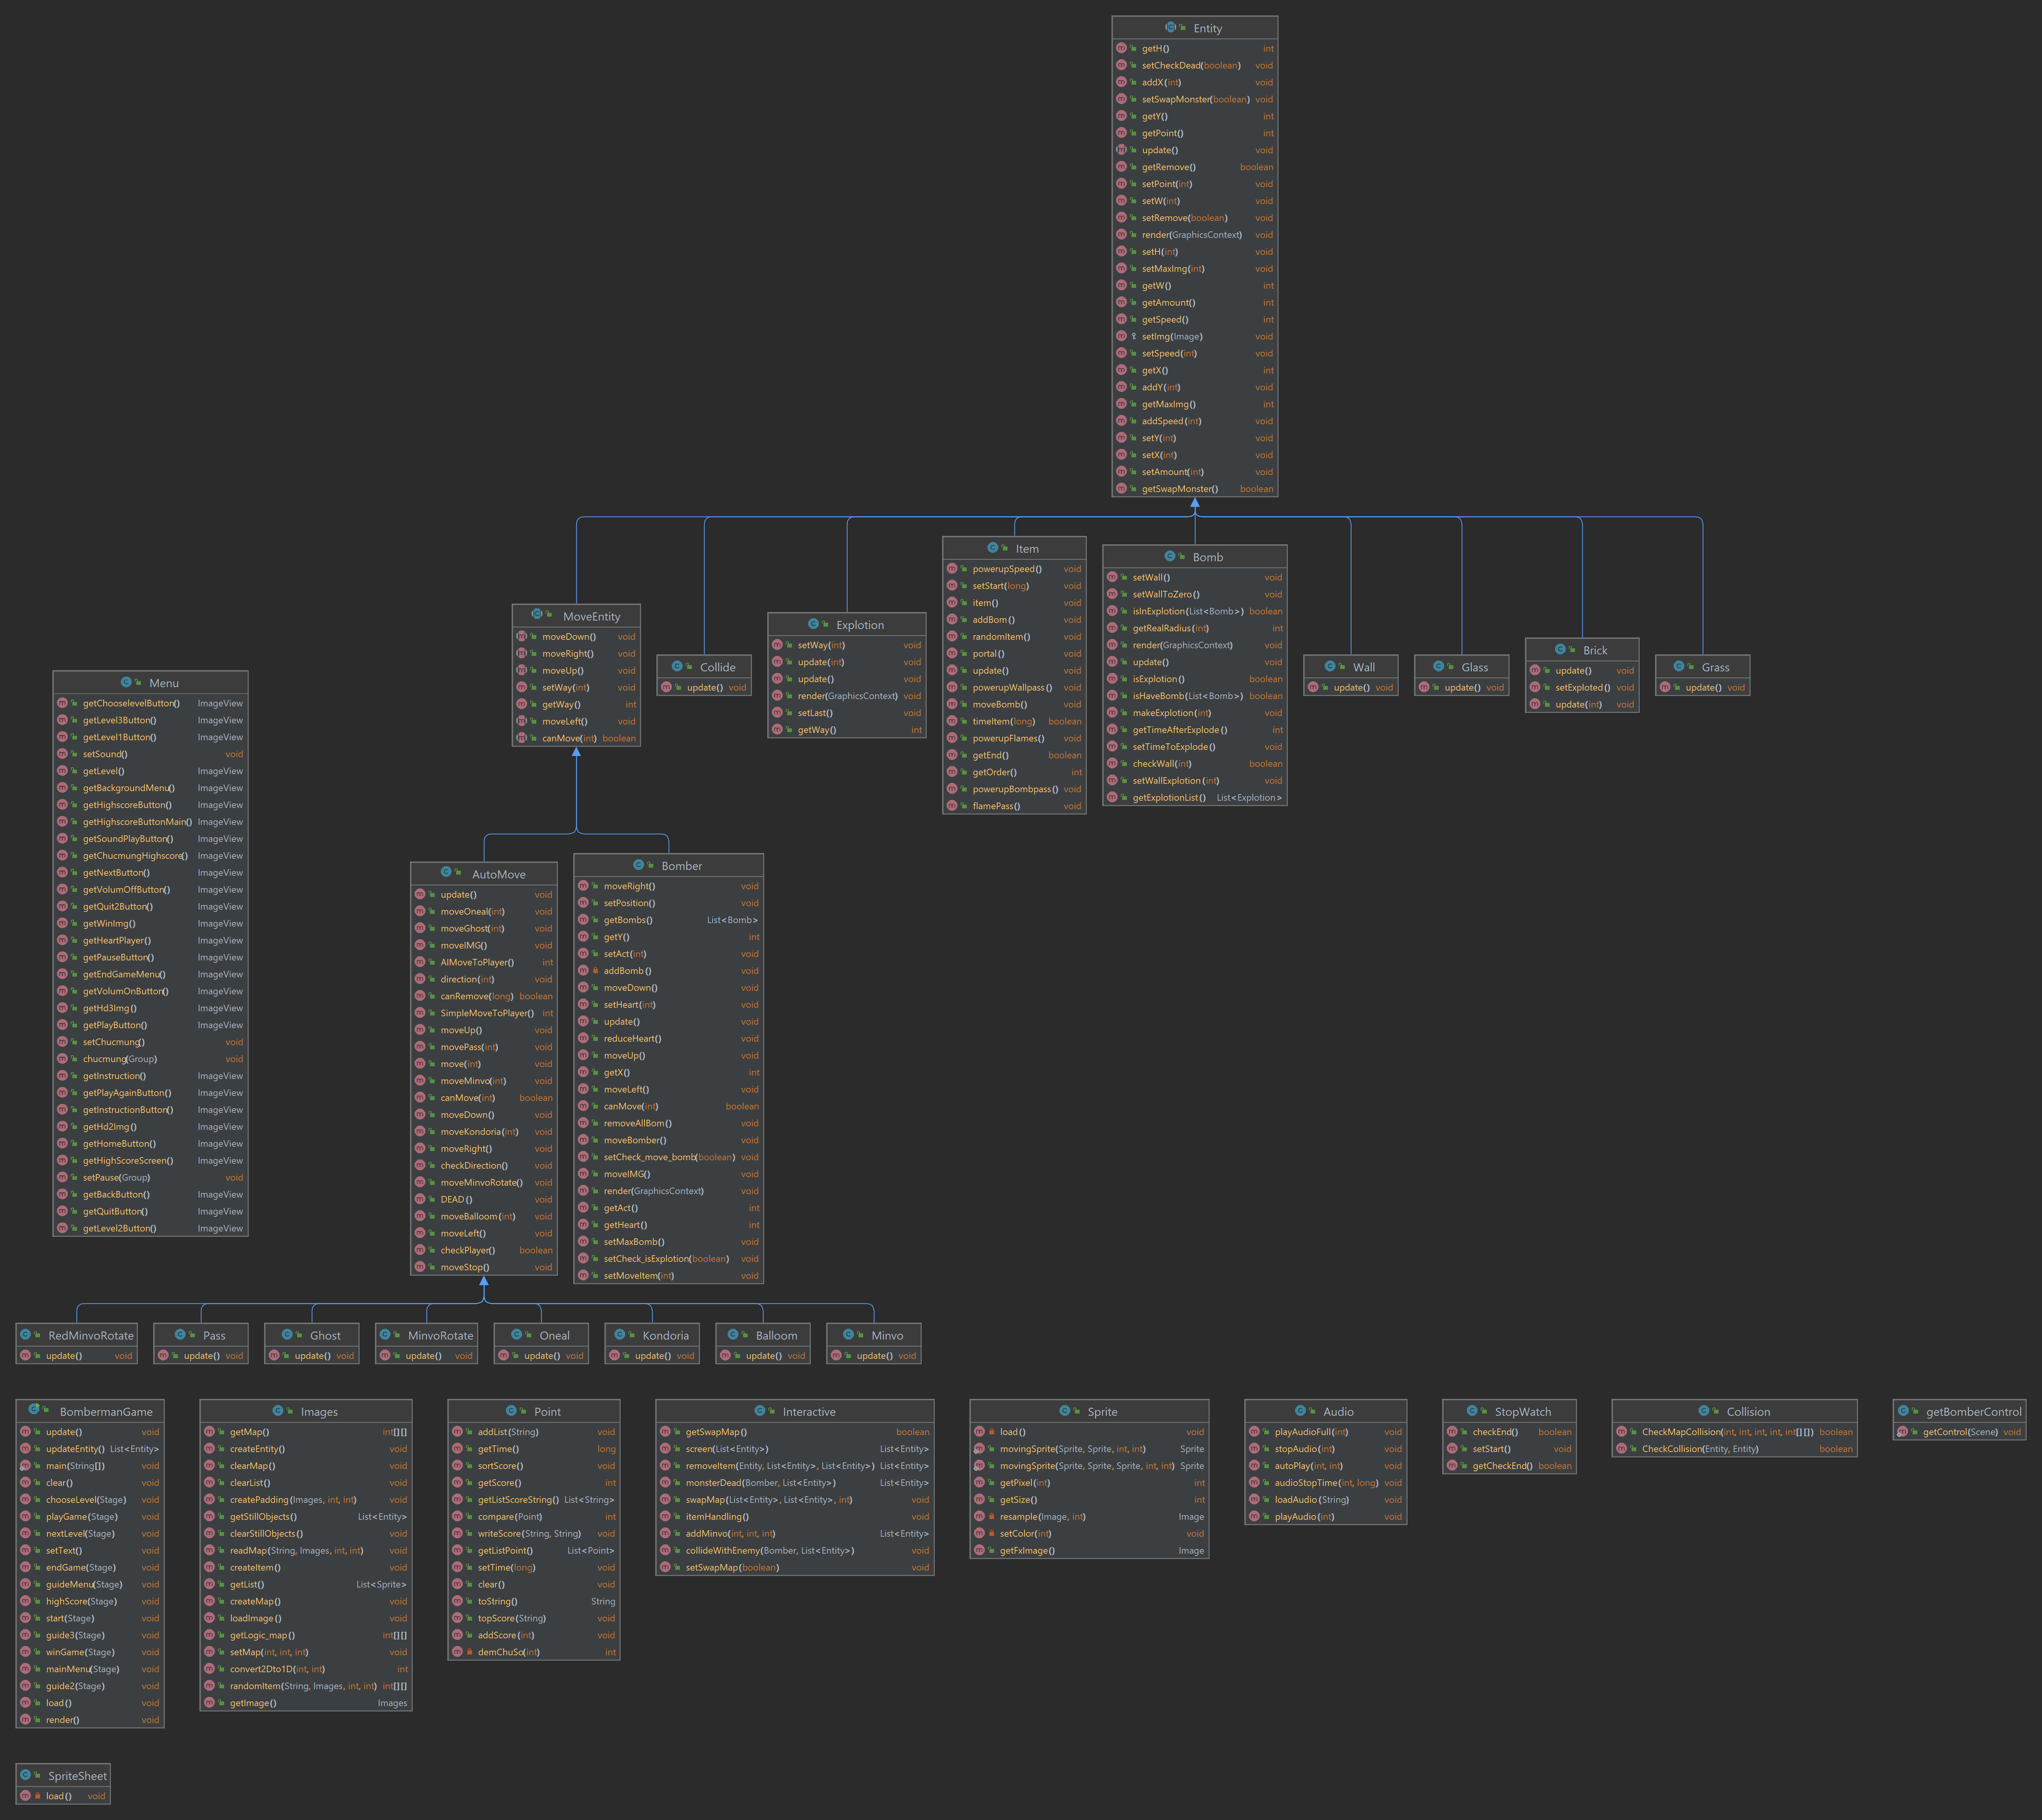 Entity
getH() int
setCheckDead(boolean) void
addX(int) void
setSwapMonster(boolean) void
getY() int
getPoint() int
update() void
getRemove() boolean
setPoint(int) void
setW(int) void
setRemove(boolean) void
render(GraphicsContext) void
setH(int) void
setMaxImg(int) void
getW() int
getAmount() int
getSpeed() int
setImg(Image) void
setSpeed(int) void
getX() int
addY(int) void
getMaxImg() int
addSpeed(int) void
setY(int) void
setX(int) void
setAmount(int) void
getSwapMonster() boolean
MoveEntity
moveDown() void
moveRight() void
moveUp() void
setWay(int) void
getWay() int
moveLeft() void
canMove(int) boolean
Collide
update() void
Explotion
setWay(int) void
update(int) void
update() void
render(GraphicsContext) void
setLast() void
getWay() int
Item
powerupSpeed() void
setStart(long) void
item() void
addBom() void
randomItem() void
portal() void
update() void
powerupWallpass() void
moveBomb() void
timeItem(long) boolean
powerupFlames() void
getEnd() boolean
getOrder() int
powerupBombpass() void
flamePass() void
Bomb
setWall() void
setWallToZero() void
isInExplotion(List<Bomb>) boolean
getRealRadius(int) int
render(GraphicsContext) void
update() void
isExplotion() boolean
isHaveBomb(List<Bomb>) boolean
makeExplotion(int) void
getTimeAfterExplode() int
setTimeToExplode() void
checkWall(int) boolean
setWallExplotion(int) void
getExplotionList() List<Explotion>
Wall
update() void
Glass
update() void
Brick
update() void
setExploted() void
update(int) void
Grass
update() void
Menu
getChooselevelButton() ImageView
getLevel3Button() ImageView
getLevel1Button() ImageView
setSound() void
getLevel() ImageView
getBackgroundMenu() ImageView
getHighscoreButton() ImageView
getHighscoreButtonMain() ImageView
getSoundPlayButton() ImageView
getChucmungHighscore() ImageView
getNextButton() ImageView
getVolumOffButton() ImageView
getQuit2Button() ImageView
getWinImg() ImageView
getHeartPlayer() ImageView
getPauseButton() ImageView
getEndGameMenu() ImageView
getVolumOnButton() ImageView
getHd3Img() ImageView
getPlayButton() ImageView
setChucmung() void
chucmung(Group) void
getInstruction() ImageView
getPlayAgainButton() ImageView
getInstructionButton() ImageView
getHd2Img() ImageView
getHomeButton() ImageView
getHighScoreScreen() ImageView
setPause(Group) void
getBackButton() ImageView
getQuitButton() ImageView
getLevel2Button() ImageView
AutoMove
update() void
moveOneal(int) void
moveGhost(int) void
moveIMG() void
AIMoveToPlayer() int
direction(int) void
canRemove(long) boolean
SimpleMoveToPlayer() int
moveUp() void
movePass(int) void
move(int) void
moveMinvo(int) void
canMove(int) boolean
moveDown() void
moveKondoria(int) void
moveRight() void
checkDirection() void
moveMinvoRotate() void
DEAD() void
moveBalloom(int) void
moveLeft() void
checkPlayer() boolean
moveStop() void
Bomber
moveRight() void
setPosition() void
getBombs() List<Bomb>
getY() int
setAct(int) void
addBomb() void
moveDown() void
setHeart(int) void
update() void
reduceHeart() void
moveUp() void
getX() int
moveLeft() void
canMove(int) boolean
removeAllBom() void
moveBomber() void
setCheck_move_bomb(boolean) void
moveIMG() void
render(GraphicsContext) void
getAct() int
getHeart() int
setMaxBomb() void
setCheck_isExplotion(boolean) void
setMoveItem(int) void
RedMinvoRotate
update() void
Pass
update() void
Ghost
update() void
MinvoRotate
update() void
Oneal
update() void
Kondoria
update() void
Balloom
update() void
Minvo
update() void
BombermanGame
update() void
updateEntity() List<Entity>
main(String[]) void
clear() void
chooseLevel(Stage) void
playGame(Stage) void
nextLevel(Stage) void
setText() void
endGame(Stage) void
guideMenu(Stage) void
highScore(Stage) void
start(Stage) void
guide3(Stage) void
winGame(Stage) void
mainMenu(Stage) void
guide2(Stage) void
load() void
render() void
Images
getMap() int[][]
createEntity() void
clearMap() void
clearList() void
createPadding(Images, int, int) void
getStillObjects() List<Entity>
clearStillObjects() void
readMap(String, Images, int, int) void
createItem() void
getList() List<Sprite>
createMap() void
loadImage() void
getLogic_map() int[][]
setMap(int, int, int) void
convert2Dto1D(int, int) int
randomItem(String, Images, int, int) int[][]
getImage() Images
Point
addList(String) void
getTime() long
sortScore() void
getScore() int
getListScoreString() List<String>
compare(Point) int
writeScore(String, String) void
getListPoint() List<Point>
setTime(long) void
clear() void
toString() String
topScore(String) void
addScore(int) void
demChuSo(int) int
Interactive
getSwapMap() boolean
screen(List<Entity>) List<Entity>
removeItem(Entity, List<Entity>, List<Entity>) List<Entity>
monsterDead(Bomber, List<Entity>) List<Entity>
swapMap(List<Entity>, List<Entity>, int) void
itemHandling() void
addMinvo(int, int, int) List<Entity>
collideWithEnemy(Bomber, List<Entity>) void
setSwapMap(boolean) void
Sprite
load() void
movingSprite(Sprite, Sprite, int, int) Sprite
movingSprite(Sprite, Sprite, Sprite, int, int) Sprite
getPixel(int) int
getSize() int
resample(Image, int) Image
setColor(int) void
getFxImage() Image
Audio
playAudioFull(int) void
stopAudio(int) void
autoPlay(int, int) void
audioStopTime(int, long) void
loadAudio(String) void
playAudio(int) void
StopWatch
checkEnd() boolean
setStart() void
getCheckEnd() boolean
Collision
CheckMapCollision(int, int, int, int, int[][]) boolean
CheckCollision(Entity, Entity) boolean
getBomberControl
getControl(Scene) void
SpriteSheet
load() void